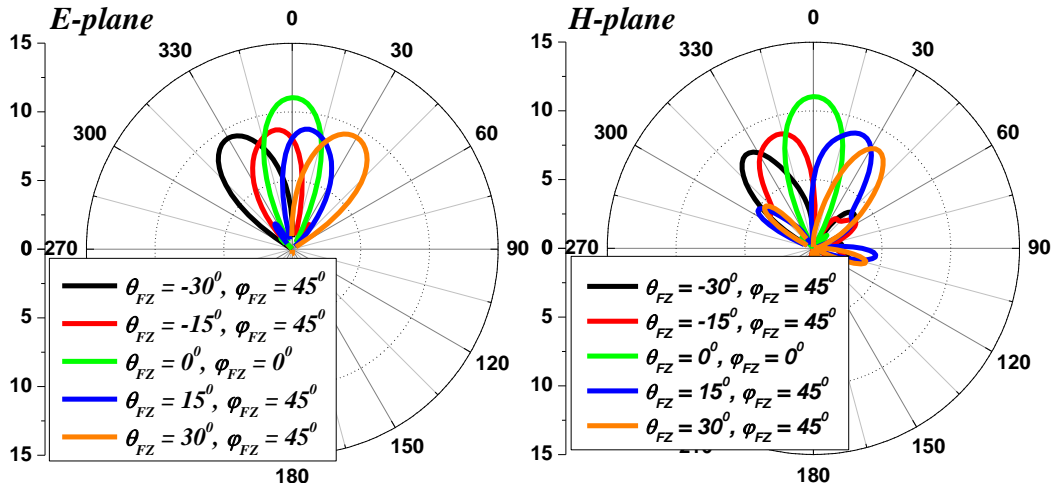 E-plane
0
330
30
300
60
270
90
120
150
180
15
10
5
0
5
10
15
θFZ = -30⁰, φFZ = 45⁰
θFZ = -15⁰, φFZ = 45⁰
θFZ = 0⁰, φFZ = 0⁰
θFZ = 15⁰, φFZ = 45⁰
θFZ = 30⁰, φFZ = 45⁰
H-plane
0
330
30
300
60
270
90
120
150
180
15
10
5
0
5
10
15
θFZ = -30⁰, φFZ = 45⁰
θFZ = -15⁰, φFZ = 45⁰
θFZ = 0⁰, φFZ = 0⁰
θFZ = 15⁰, φFZ = 45⁰
θFZ = 30⁰, φFZ = 45⁰